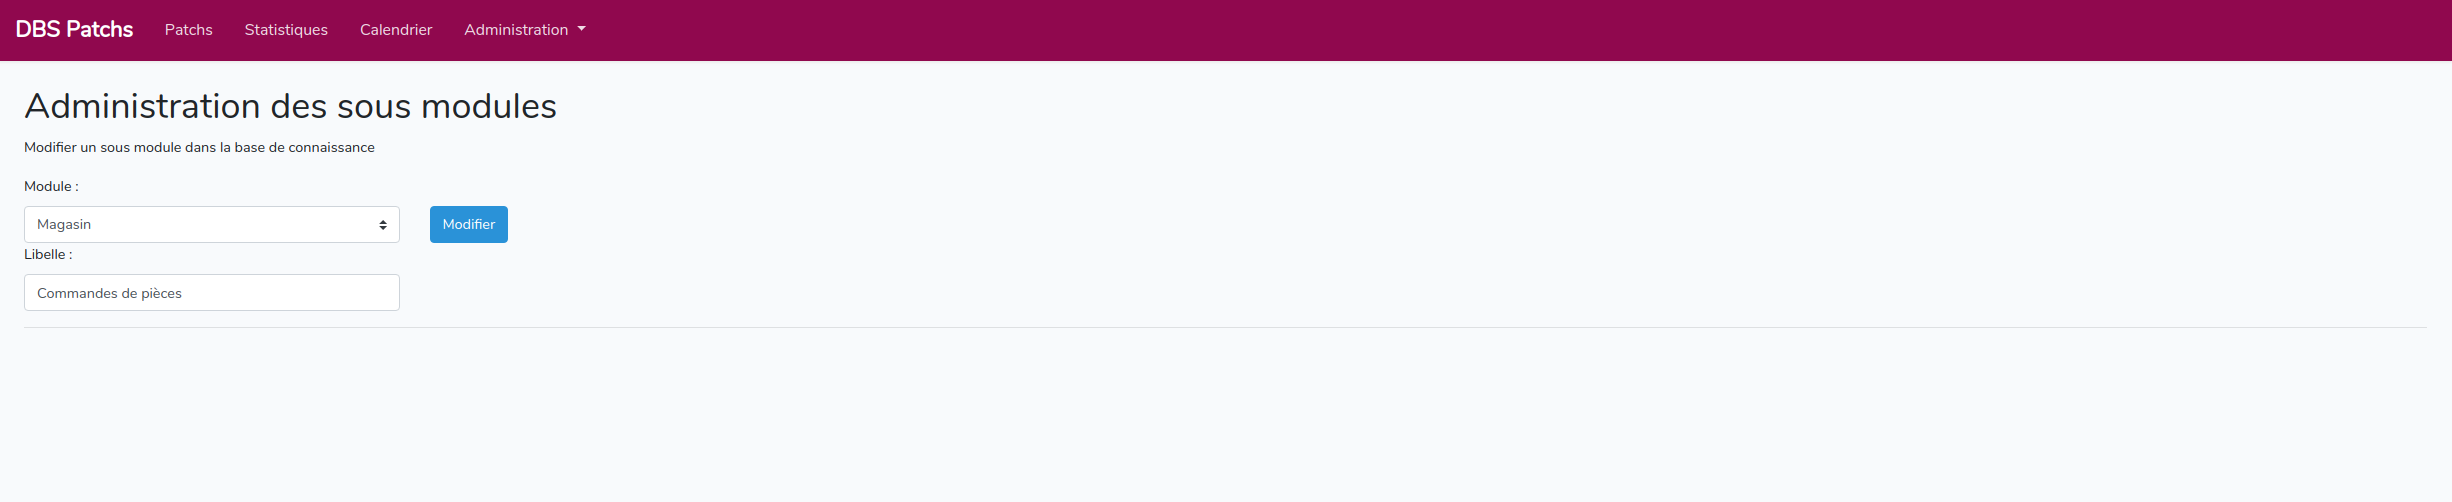 DBS Patchs Patchs Statistiques Calendrier Administration
Administration des sous modules
Modifier un sous module dans la base de connaissance
Module :
Magasin Modifier
Libelle :
Commandes de pièces